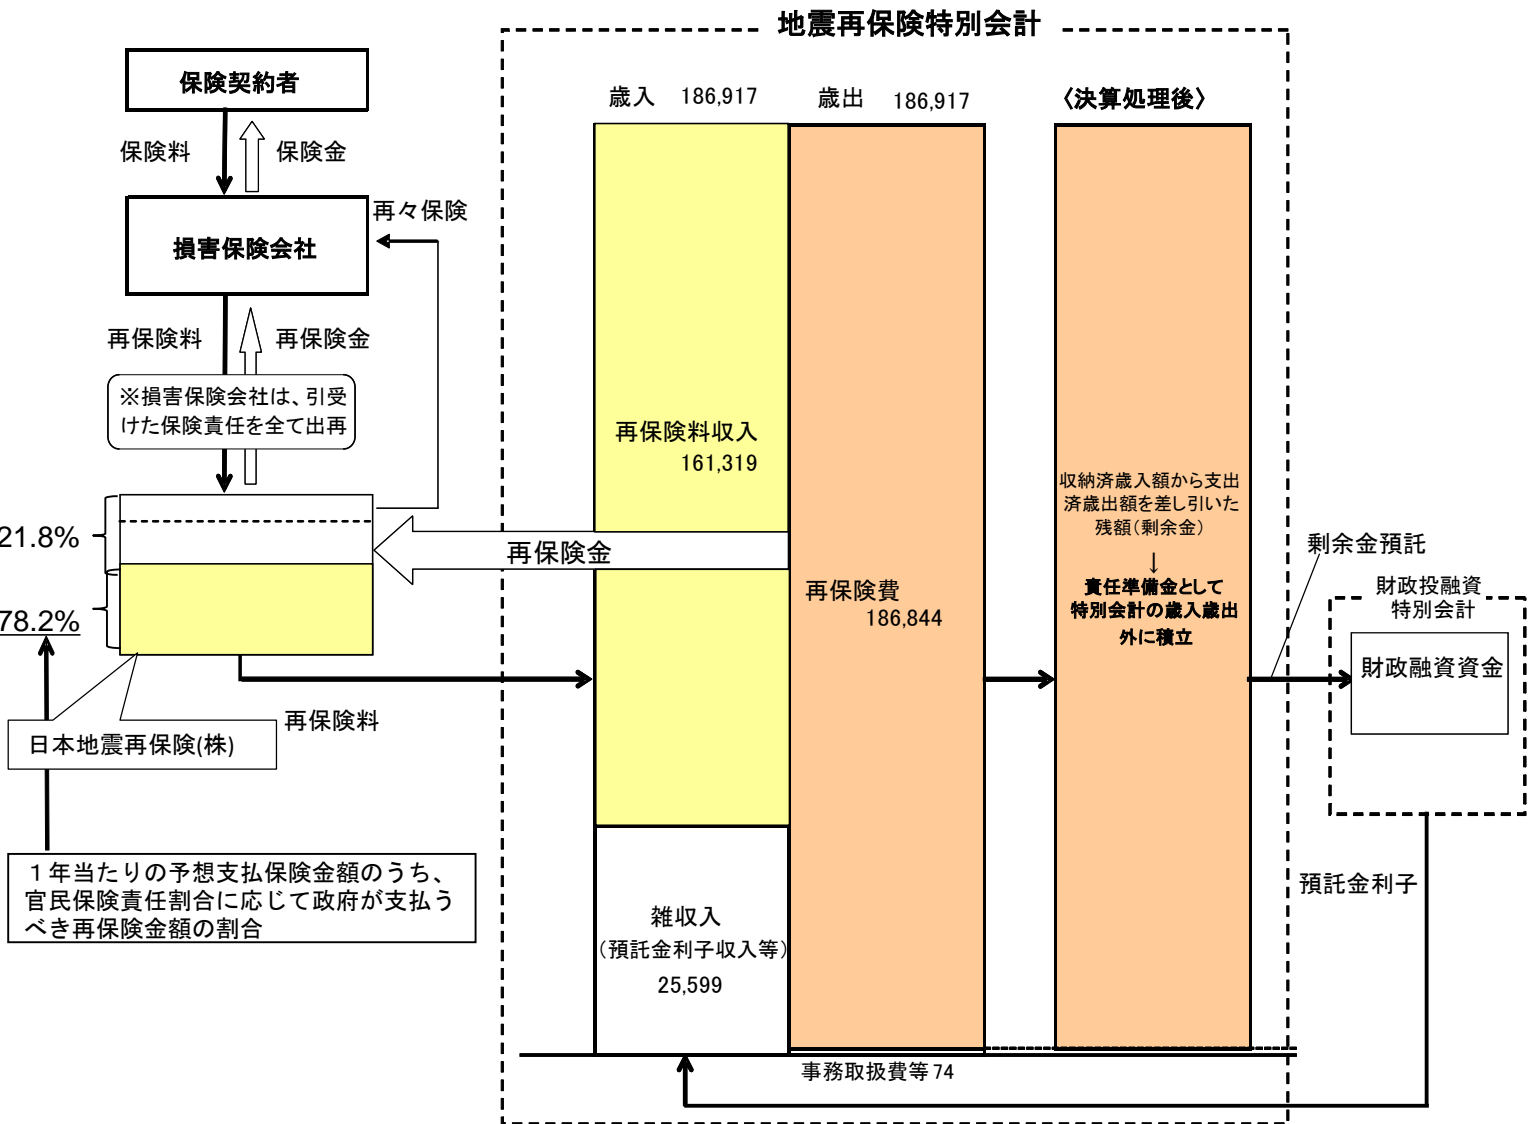 地震再保険特別会計
保険契約者
保険料
保険金
損害保険会社
再々保険
再保険料
再保険金
※損害保険会社は、引受
けた保険責任を全て出再
21.8%
78.2%
日本地震再保険(株)
再保険料
１年当たりの予想支払保険金額のうち、
官民保険責任割合に応じて政府が支払う
べき再保険金額の割合
歳入 186,917
歳出 186,917
〈決算処理後〉
再保険料収入
161,319
再保険金
再保険費
186,844
雑収入
（預託金利子収入等）
25,599
事務取扱費等 74
収納済歳入額から支出
済歳出額を差し引いた
残額（剰余金）
↓
責任準備金として
特別会計の歳入歳出
外に積立
剰余金預託
財政投融資
特別会計
財政融資資金
預託金利子